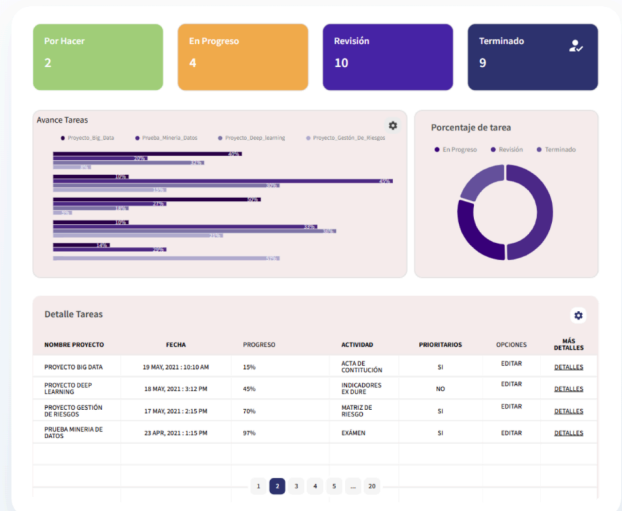 Por Hacer
2
En Progreso
4
Revisión
10
Terminado
9
Avance Tareas
Proyecto_Big_Data
Prueba_Mineria_Datos
Proyecto_Deep_learning
Proyecto_Gestión_De_Riesgos
Porcentaje de tarea
En Progreso
Revisión
Terminado
Detalle Tareas
NOMBRE PROYECTO FECHA PROGRESO ACTIVIDAD PRIORITARIOS OPCIONES MÁS DETALLES
PROYECTO BIG DATA 19 MAY, 2021 : 10:10 AM 15% ACTA DE CONTITUCIÓN SI EDITAR DETALLES
PROYECTO DEEP LEARNING 18 MAY, 2021 : 3:12 PM 45% INDICADORES EX DURE NO EDITAR DETALLES
PROYECTO GESTIÓN DE RIESGOS 17 MAY, 2021 : 2:15 PM 70% MATRIZ DE RIESGO SI EDITAR DETALLES
PRUEBA MINERIA DE DATOS 23 APR, 2021 : 1:15 PM 97% EXÁMEN SI EDITAR DETALLES
1 2 3 4 5 ... 20